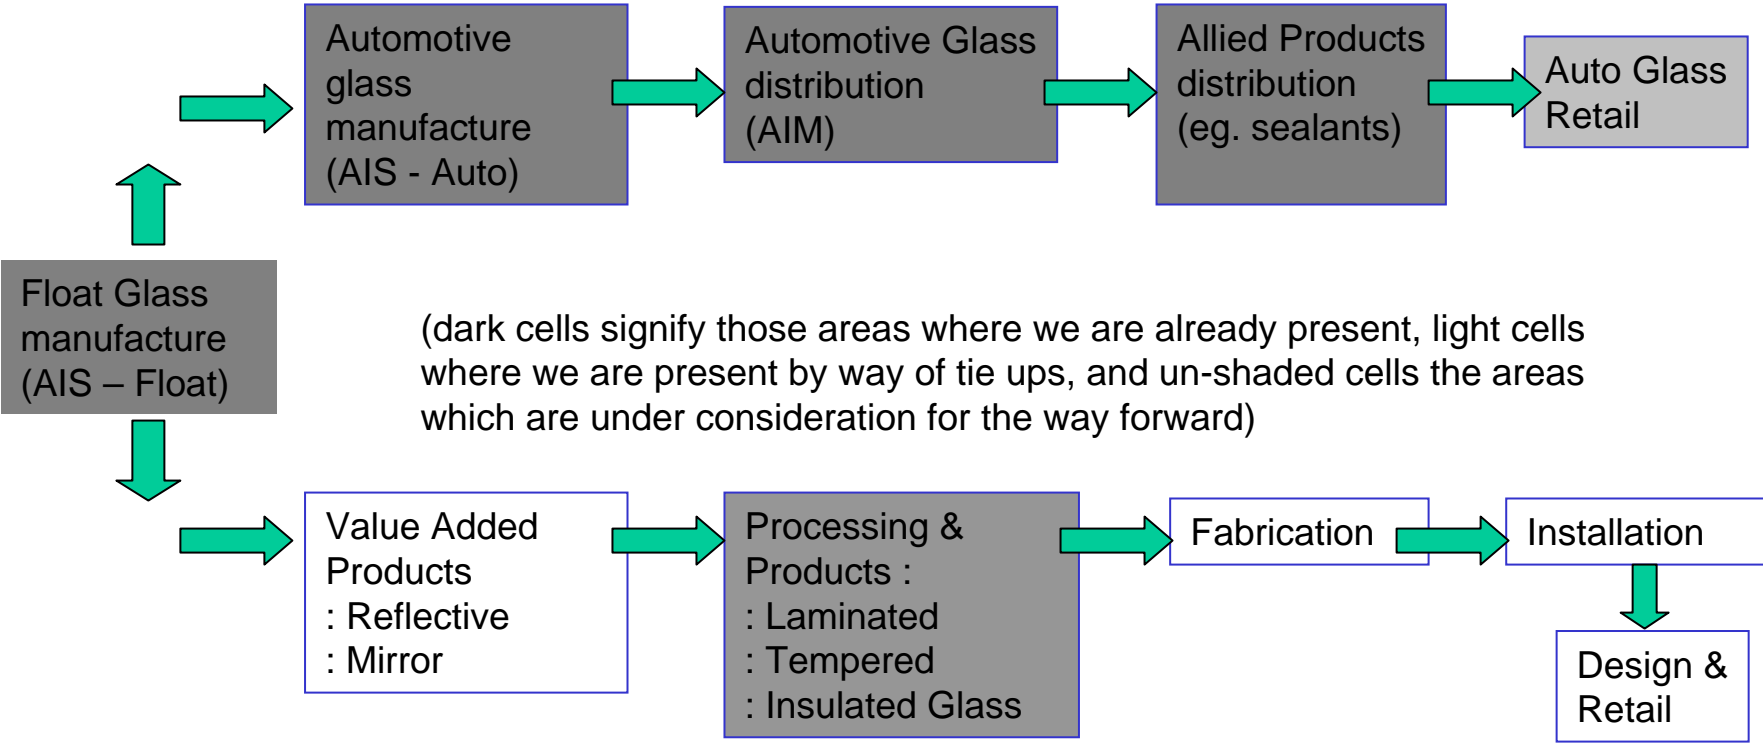 Automotive
glass
manufacture
(AIS - Auto)
Automotive Glass
distribution
(AIM)
Allied Products
distribution
(eg. sealants)
Auto Glass
Retail
Float Glass
manufacture
(AIS – Float)
(dark cells signify those areas where we are already present, light cells
where we are present by way of tie ups, and un-shaded cells the areas
which are under consideration for the way forward)
Value Added
Products
: Reflective
: Mirror
Processing &
Products :
: Laminated
: Tempered
: Insulated Glass
Fabrication
Installation
Design &
Retail